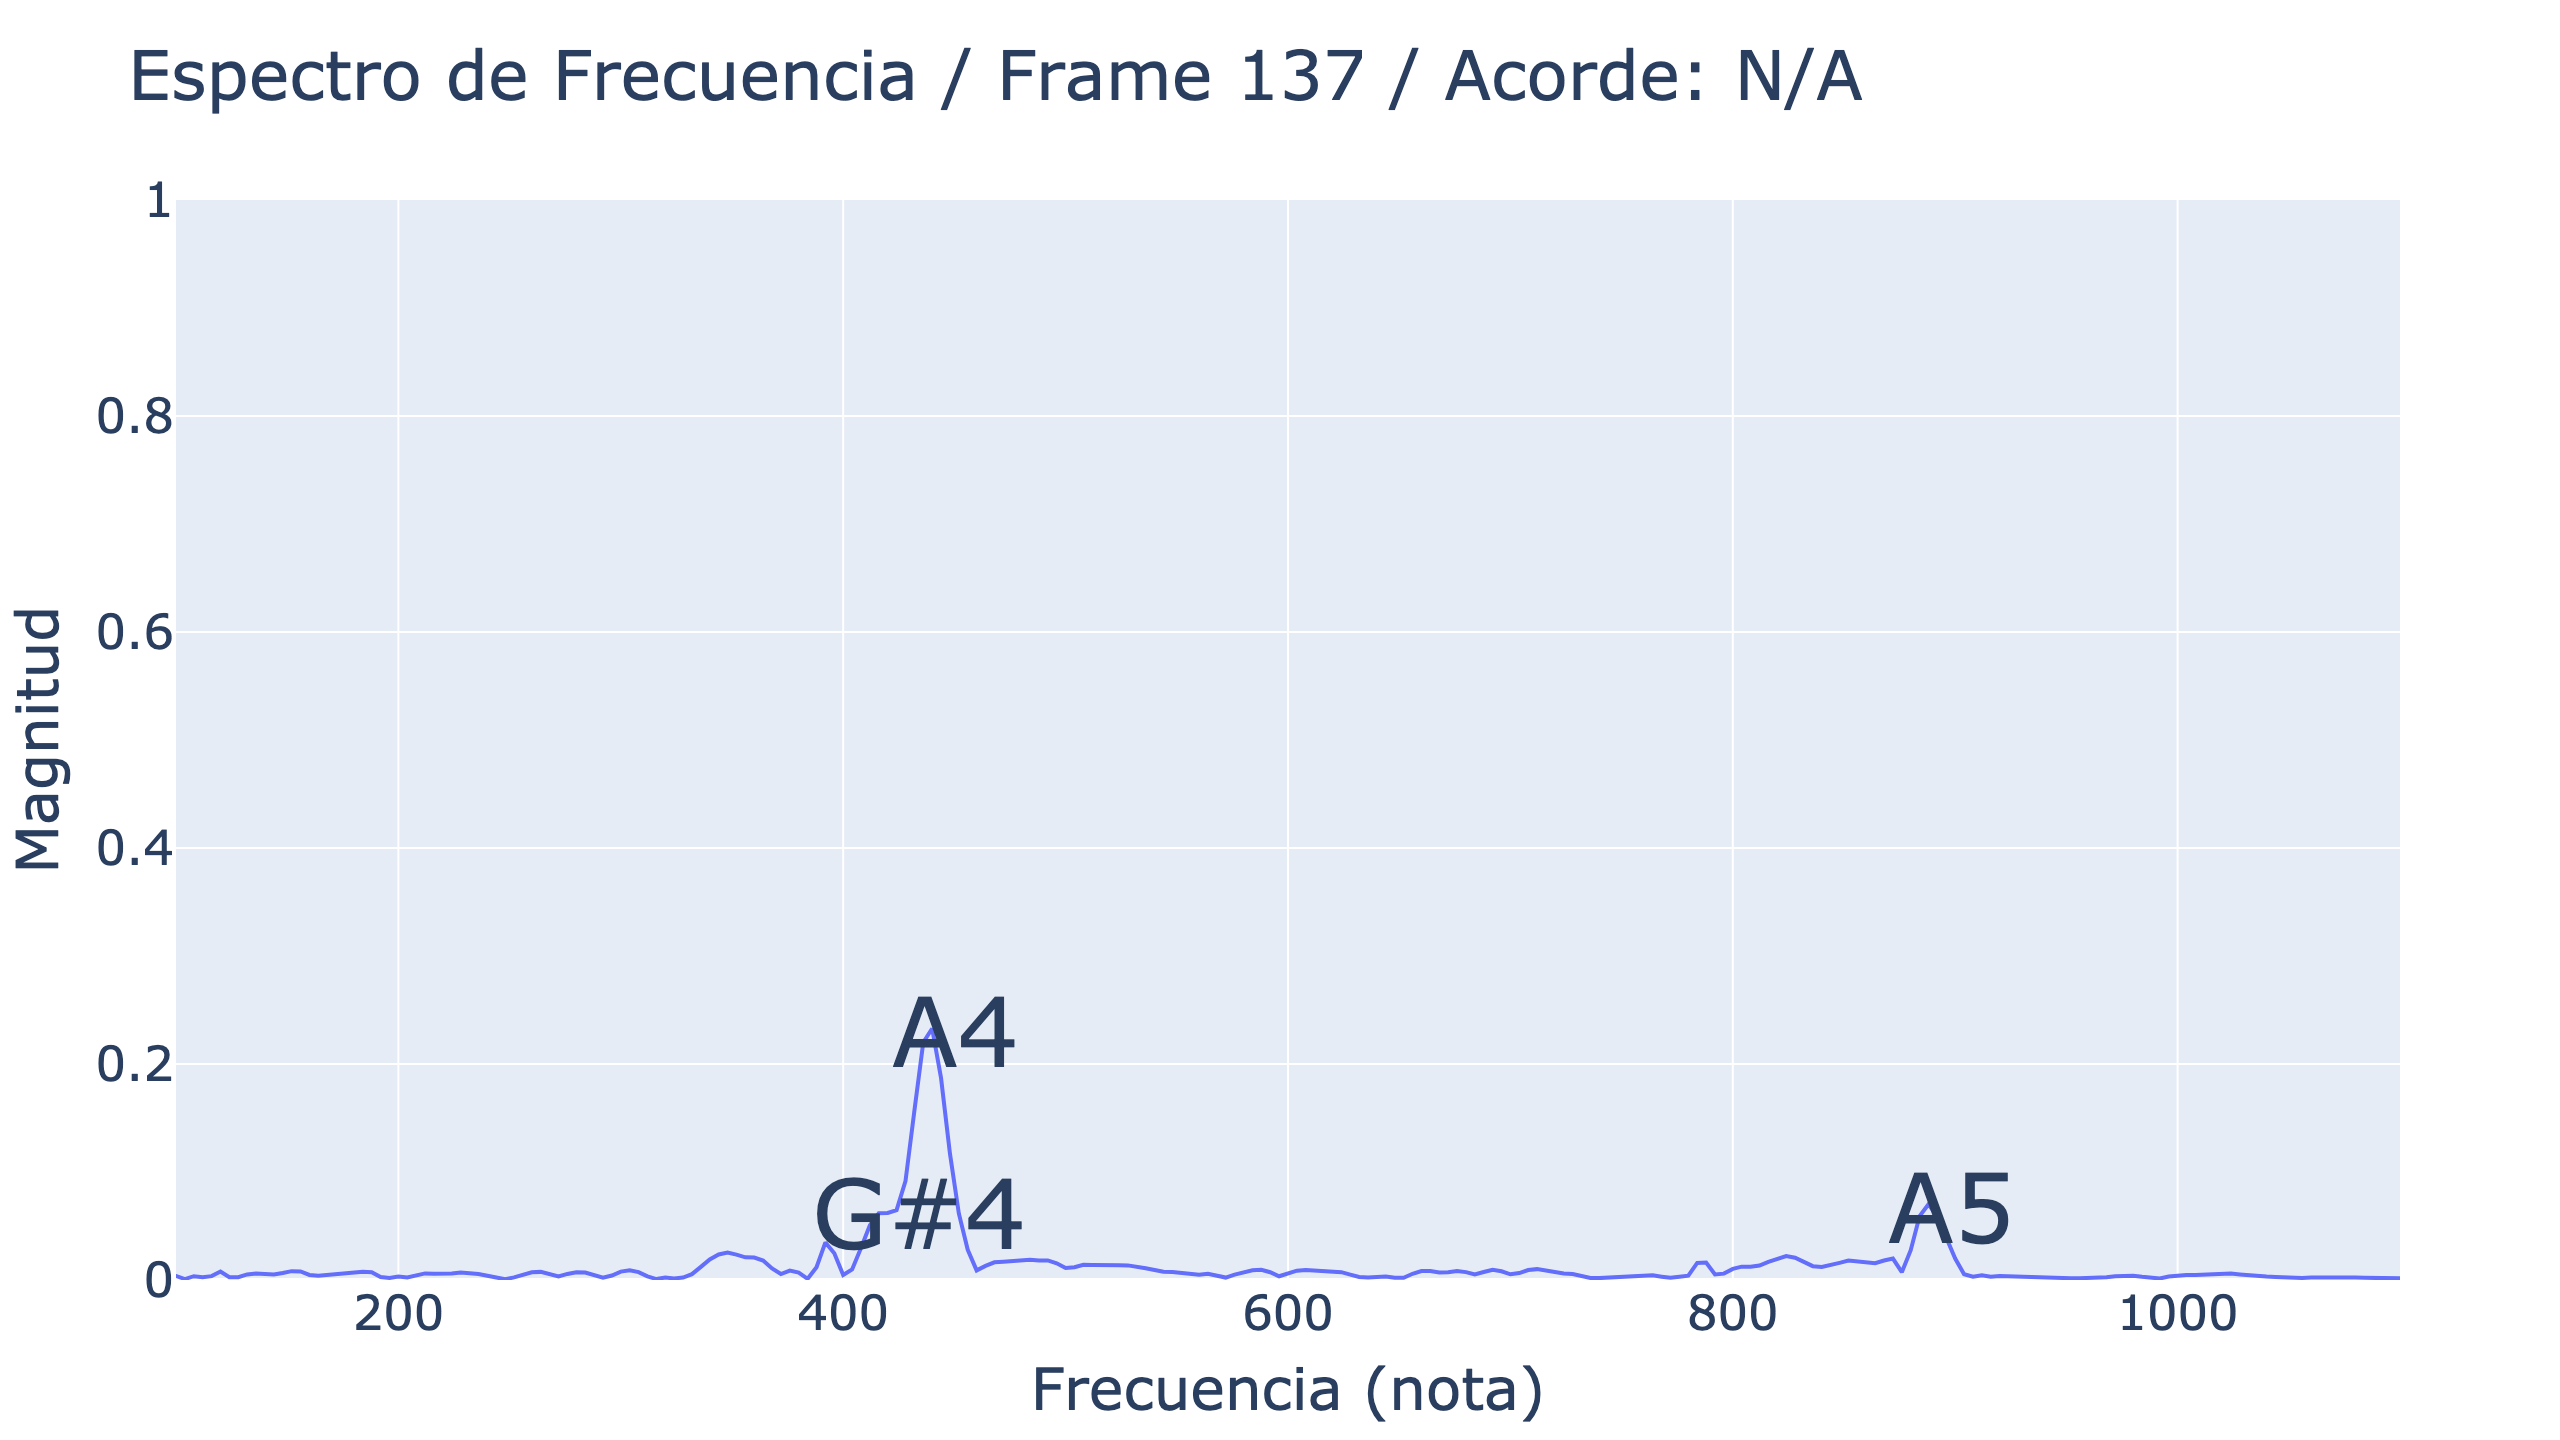 Espectro de Frecuencia / Frame 137 / Acorde: N/A
1
0.8
0.6
0.4
0.2
0
Magnitud
A4
G#4
A5
200 400 600 800 1000
Frecuencia (nota)